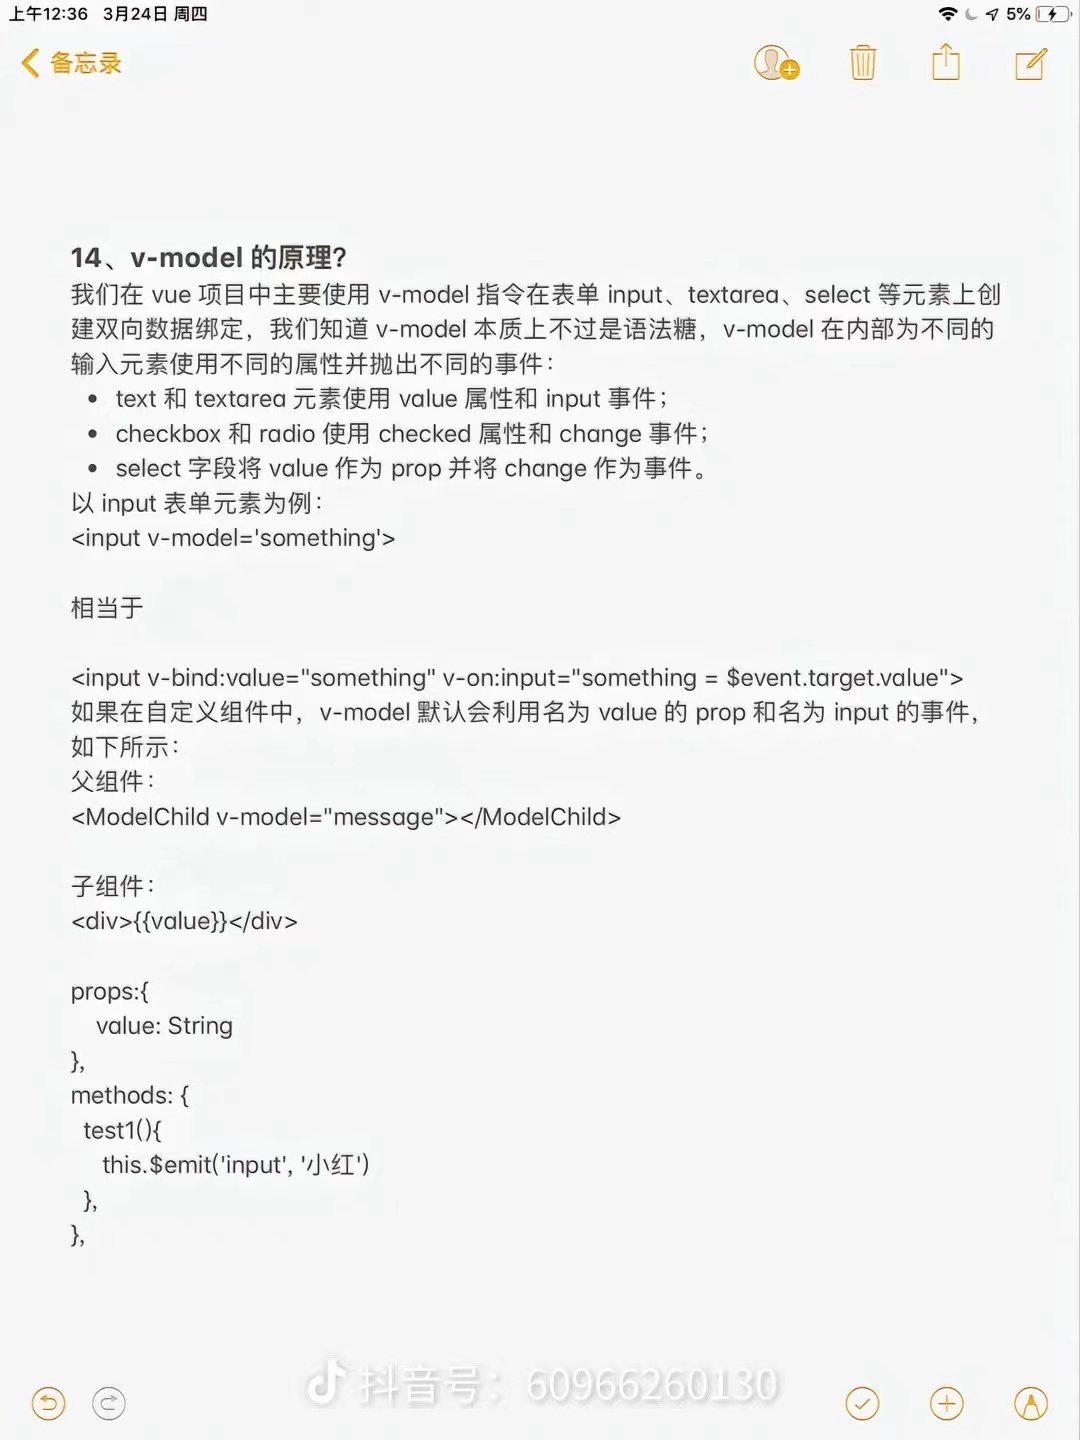 上午12:36 3月24日 周四
5%
备忘录
14、v-model 的原理?
我们在 vue 项目中主要使用 v-model 指令在表单 input、textarea、select 等元素上创
建双向数据绑定，我们知道 v-model 本质上不过是语法糖，v-model 在内部为不同的
输入元素使用不同的属性并抛出不同的事件：
• text 和 textarea 元素使用 value 属性和 input 事件；
• checkbox 和 radio 使用 checked 属性和 change 事件；
• select 字段将 value 作为 prop 并将 change 作为事件。
以 input 表单元素为例：
<input v-model='something'>
相当于
<input v-bind:value="something" v-on:input="something = $event.target.value">
如果在自定义组件中，v-model 默认会利用名为 value 的 prop 和名为 input 的事件，
如下所示：
父组件：
<ModelChild v-model="message"></ModelChild>
子组件：
<div>{{value}}</div>
props:{
value: String
},
methods: {
test1(){
this.$emit('input', '小红')
},
},
抖音号：60966260130